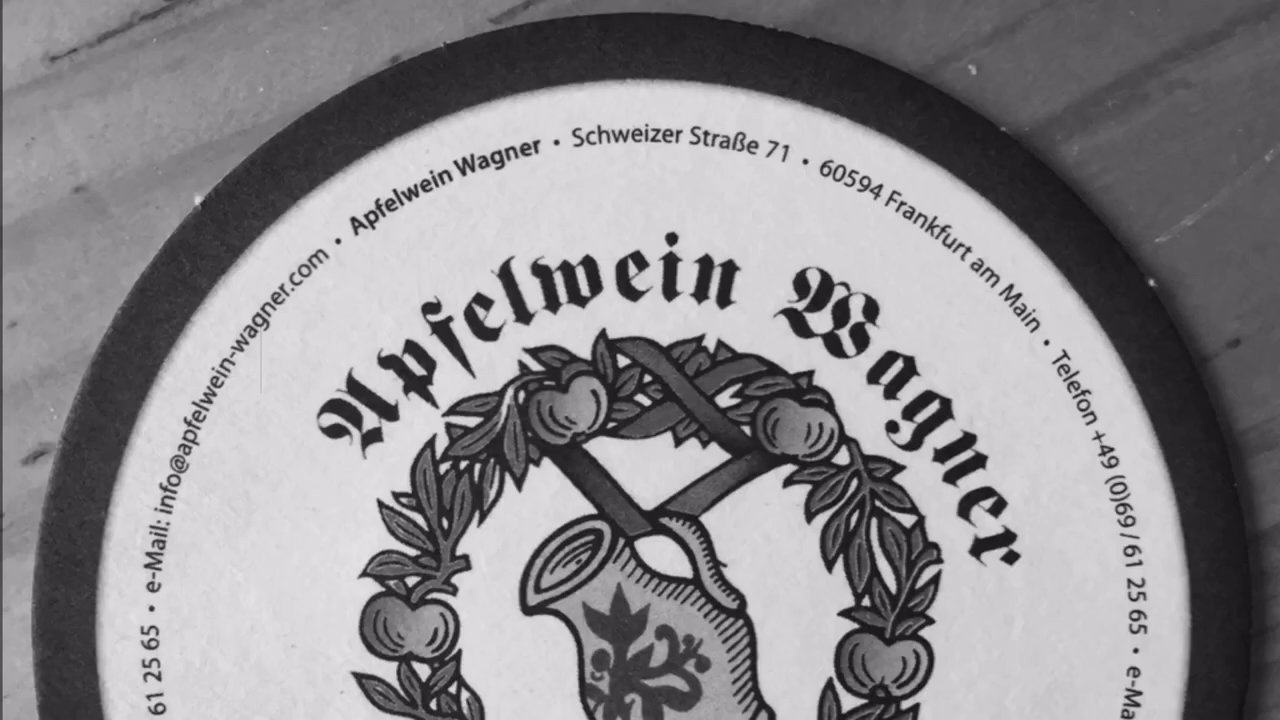 61 25 65 • e-Mail: info@apfelwein-wagner.com • Apfelwein Wagner • Schweizer Straße 71 • 60594 Frankfurt am Main • Telefon +49 (0)69 / 61 25 65 • e-Ma
Apfelwein Wagner